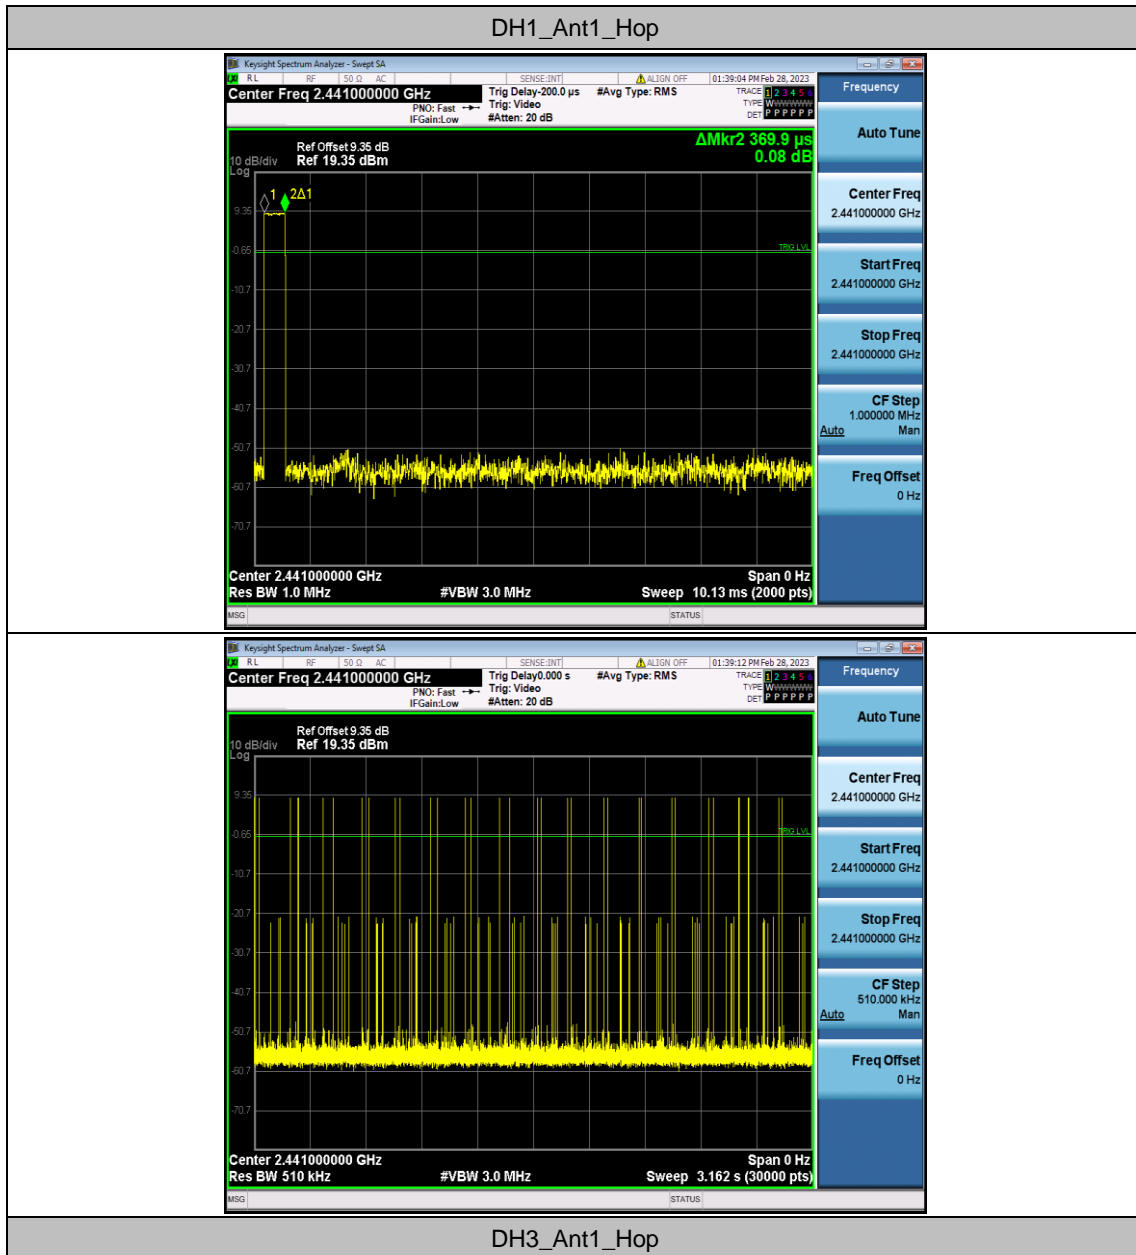 DH1_Ant1_Hop
Keysight Spectrum Analyzer - Swept SA
RL RF 50 Ω AC SENSE:INT ALIGN OFF 01:39:04 PM Feb 28, 2023
Center Freq 2.441000000 GHz
PNO: Fast
IFGain:Low
Trig Delay-200.0 µs
Trig: Video
#Atten: 20 dB
#Avg Type: RMS
TRACE 1 2 3 4 5 6
TYPE W
DET P P P P P P
ΔMkr2 369.9 µs
0.08 dB
Ref Offset 9.35 dB
10 dB/div Ref 19.35 dBm
Log
1 2Δ1
9.35
-0.65
TRIG LVL
-10.7
-20.7
-30.7
-40.7
-50.7
-60.7
-70.7
Center 2.441000000 GHz Span 0 Hz
Res BW 1.0 MHz #VBW 3.0 MHz Sweep 10.13 ms (2000 pts)
MSG STATUS
Frequency
Auto Tune
Center Freq
2.441000000 GHz
Start Freq
2.441000000 GHz
Stop Freq
2.441000000 GHz
CF Step
1.000000 MHz
Auto Man
Freq Offset
0 Hz
Keysight Spectrum Analyzer - Swept SA
RL RF 50 Ω AC SENSE:INT ALIGN OFF 01:39:12 PM Feb 28, 2023
Center Freq 2.441000000 GHz
PNO: Fast
IFGain:Low
Trig Delay0.000 s
Trig: Video
#Atten: 20 dB
#Avg Type: RMS
TRACE 1 2 3 4 5 6
TYPE W
DET P P P P P P
Ref Offset 9.35 dB
10 dB/div Ref 19.35 dBm
Log
9.35
-0.65
TRIG LVL
-10.7
-20.7
-30.7
-40.7
-50.7
-60.7
-70.7
Center 2.441000000 GHz Span 0 Hz
Res BW 510 kHz #VBW 3.0 MHz Sweep 3.162 s (30000 pts)
MSG STATUS
Frequency
Auto Tune
Center Freq
2.441000000 GHz
Start Freq
2.441000000 GHz
Stop Freq
2.441000000 GHz
CF Step
510.000 kHz
Auto Man
Freq Offset
0 Hz
DH3_Ant1_Hop